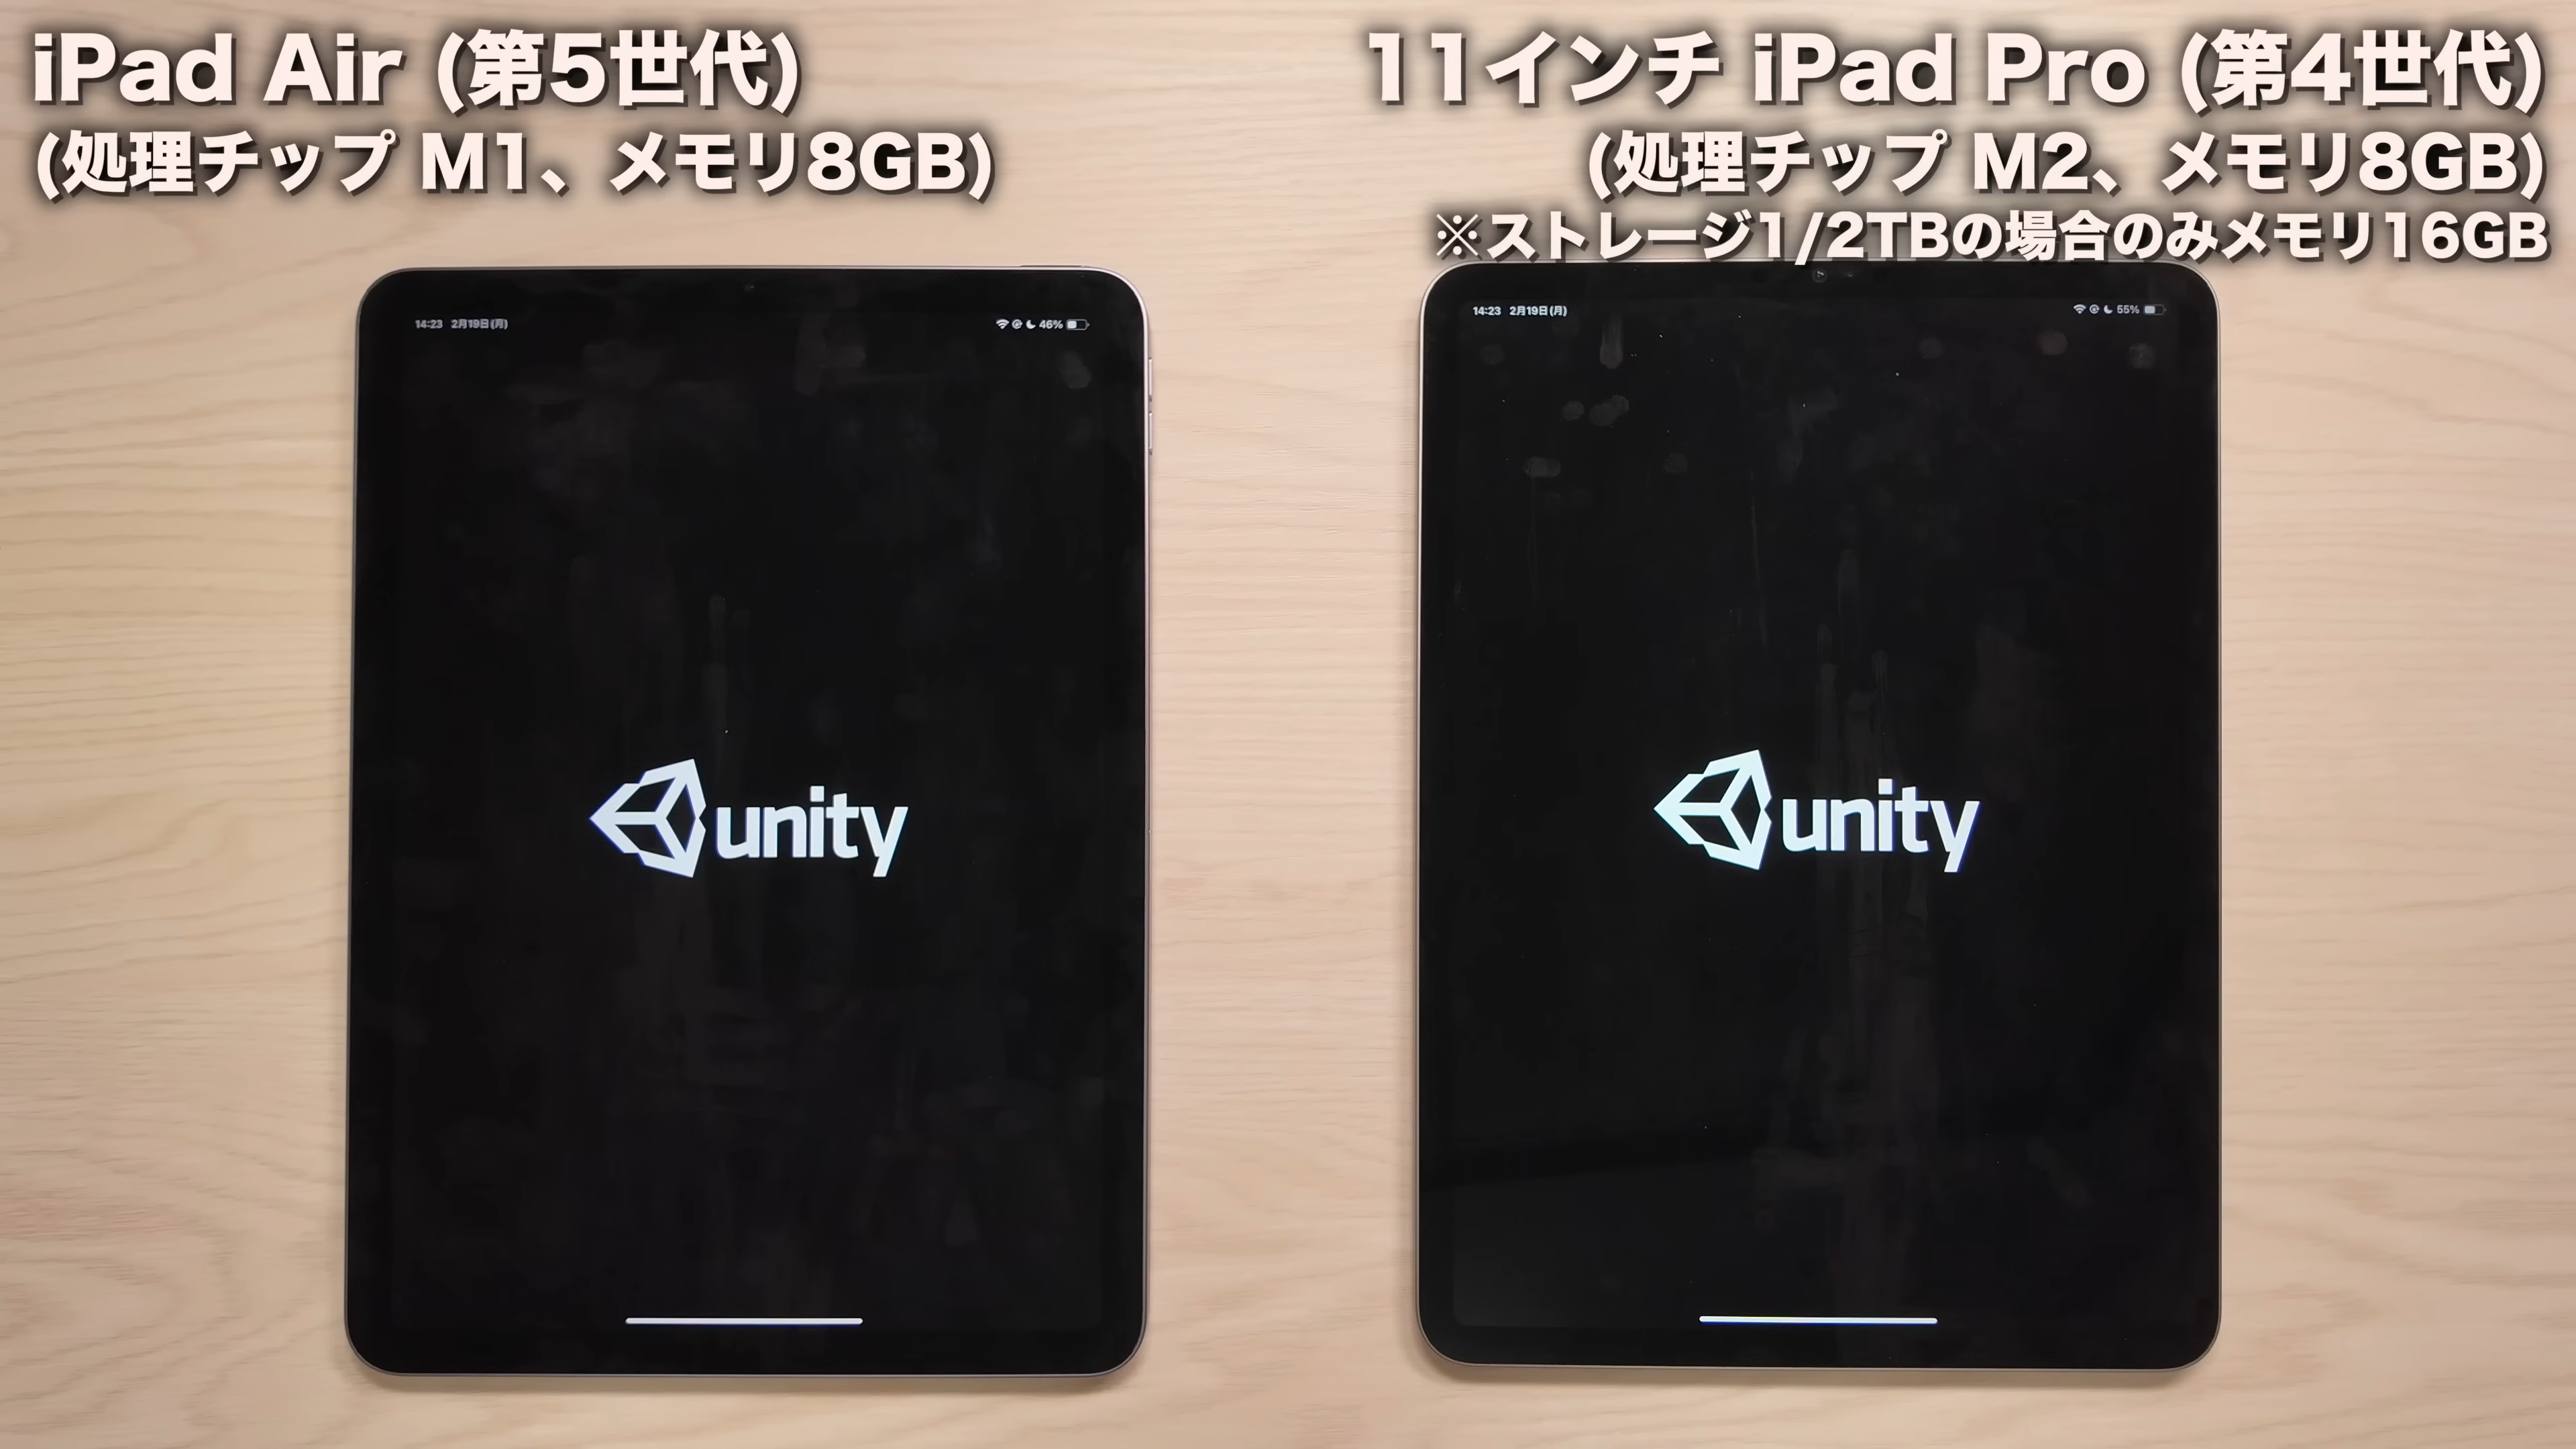 iPad Air (第5世代)
(処理チップ M1、メモリ8GB)
11インチ iPad Pro (第4世代)
(処理チップ M2、メモリ8GB)
※ストレージ1/2TBの場合のみメモリ16GB
14:23 2月19日(月)
46%
14:23 2月19日(月)
55%
unity
unity